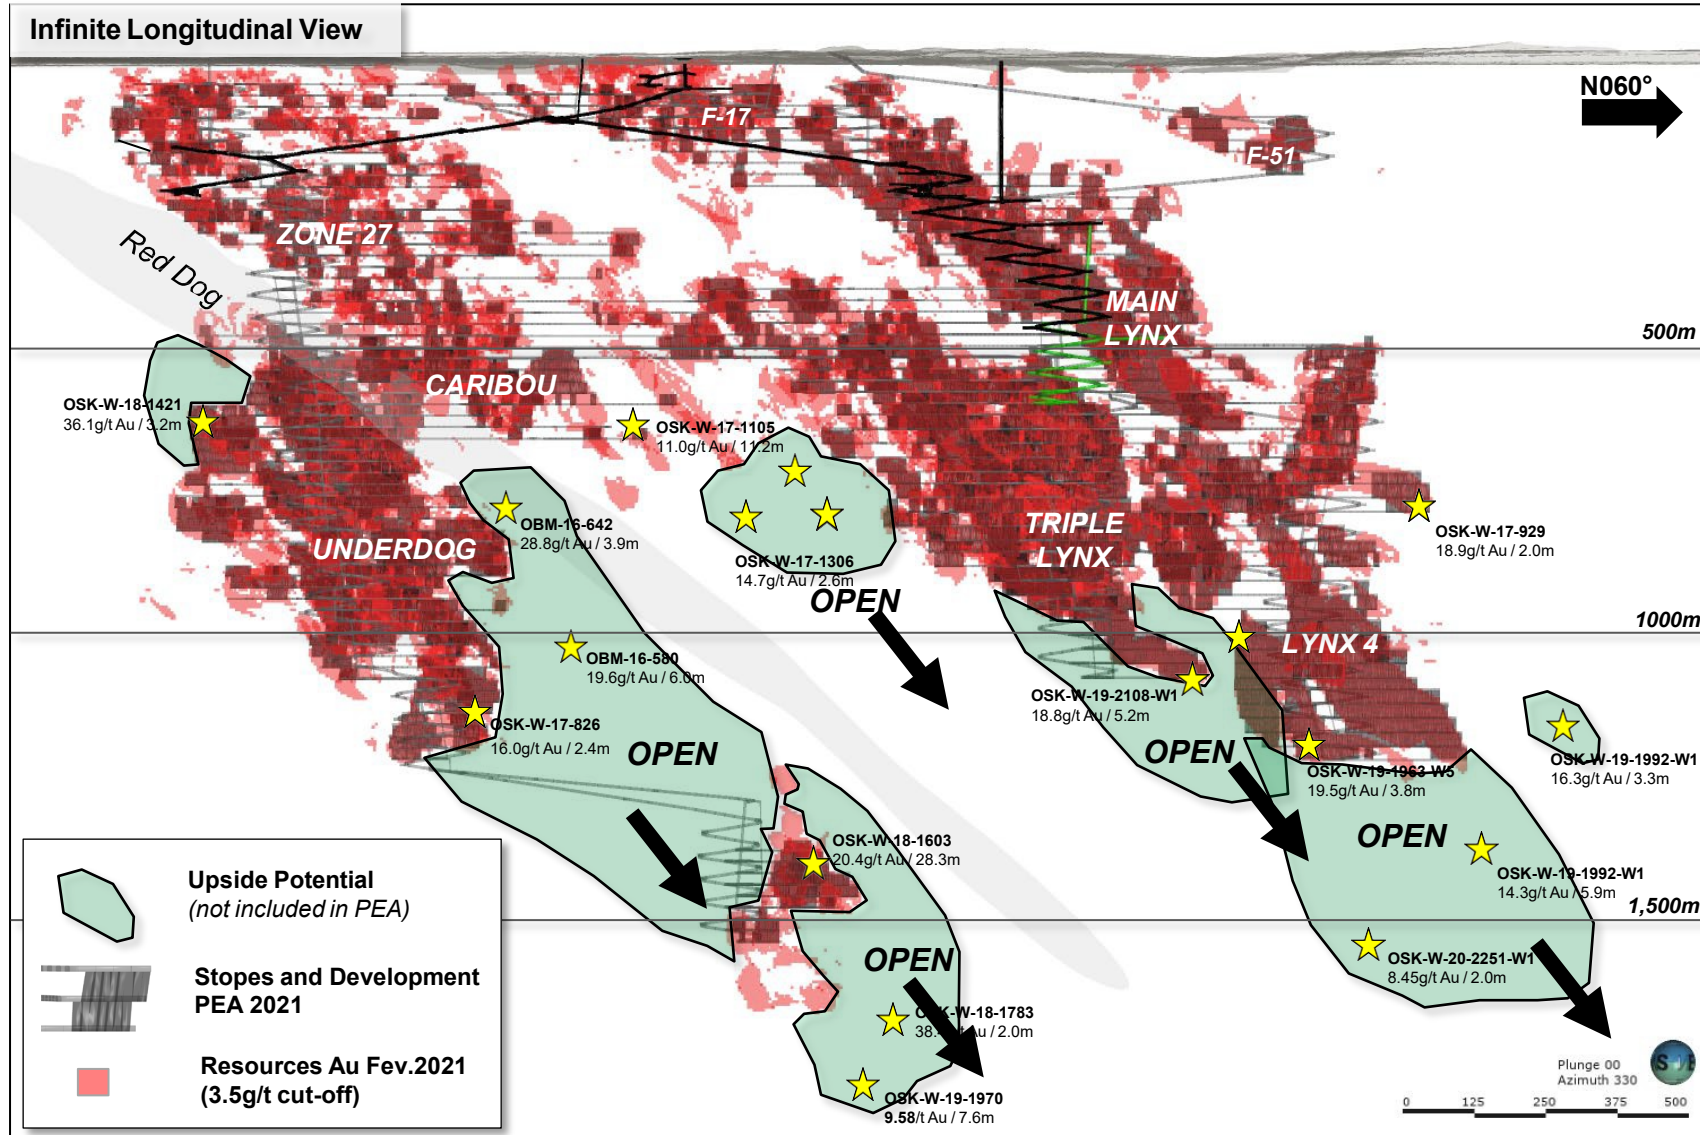 Infinite Longitudinal View
N060°
F-17
F-51
ZONE 27
Red Dog
MAIN
LYNX
500m
CARIBOU
OSK-W-18-1421
36.1g/t Au / 3.2m
OSK-W-17-1105
11.0g/t Au / 11.2m
OBM-16-642
28.8g/t Au / 3.9m
UNDERDOG
OSK-W-17-1306
14.7g/t Au / 2.6m
OPEN
TRIPLE
LYNX
OSK-W-17-929
18.9g/t Au / 2.0m
1000m
LYNX 4
OBM-16-580
19.6g/t Au / 6.0m
OSK-W-17-826
16.0g/t Au / 2.4m
OPEN
OSK-W-19-2108-W1
18.8g/t Au / 5.2m
OPEN
OSK-W-19-1963-W5
19.5g/t Au / 3.8m
OSK-W-19-1992-W1
16.3g/t Au / 3.3m
OPEN
OSK-W-18-1603
20.4g/t Au / 28.3m
OSK-W-19-1992-W1
14.3g/t Au / 5.9m
1,500m
OPEN
OSK-W-20-2251-W1
8.45g/t Au / 2.0m
OSK-W-18-1783
Au / 2.0m
OSK-W-19-1970
9.58/t Au / 7.6m
Upside Potential
(not included in PEA)
Stopes and Development
PEA 2021
Resources Au Fev.2021
(3.5g/t cut-off)
Plunge 00
Azimuth 330
0 125 250 375 500